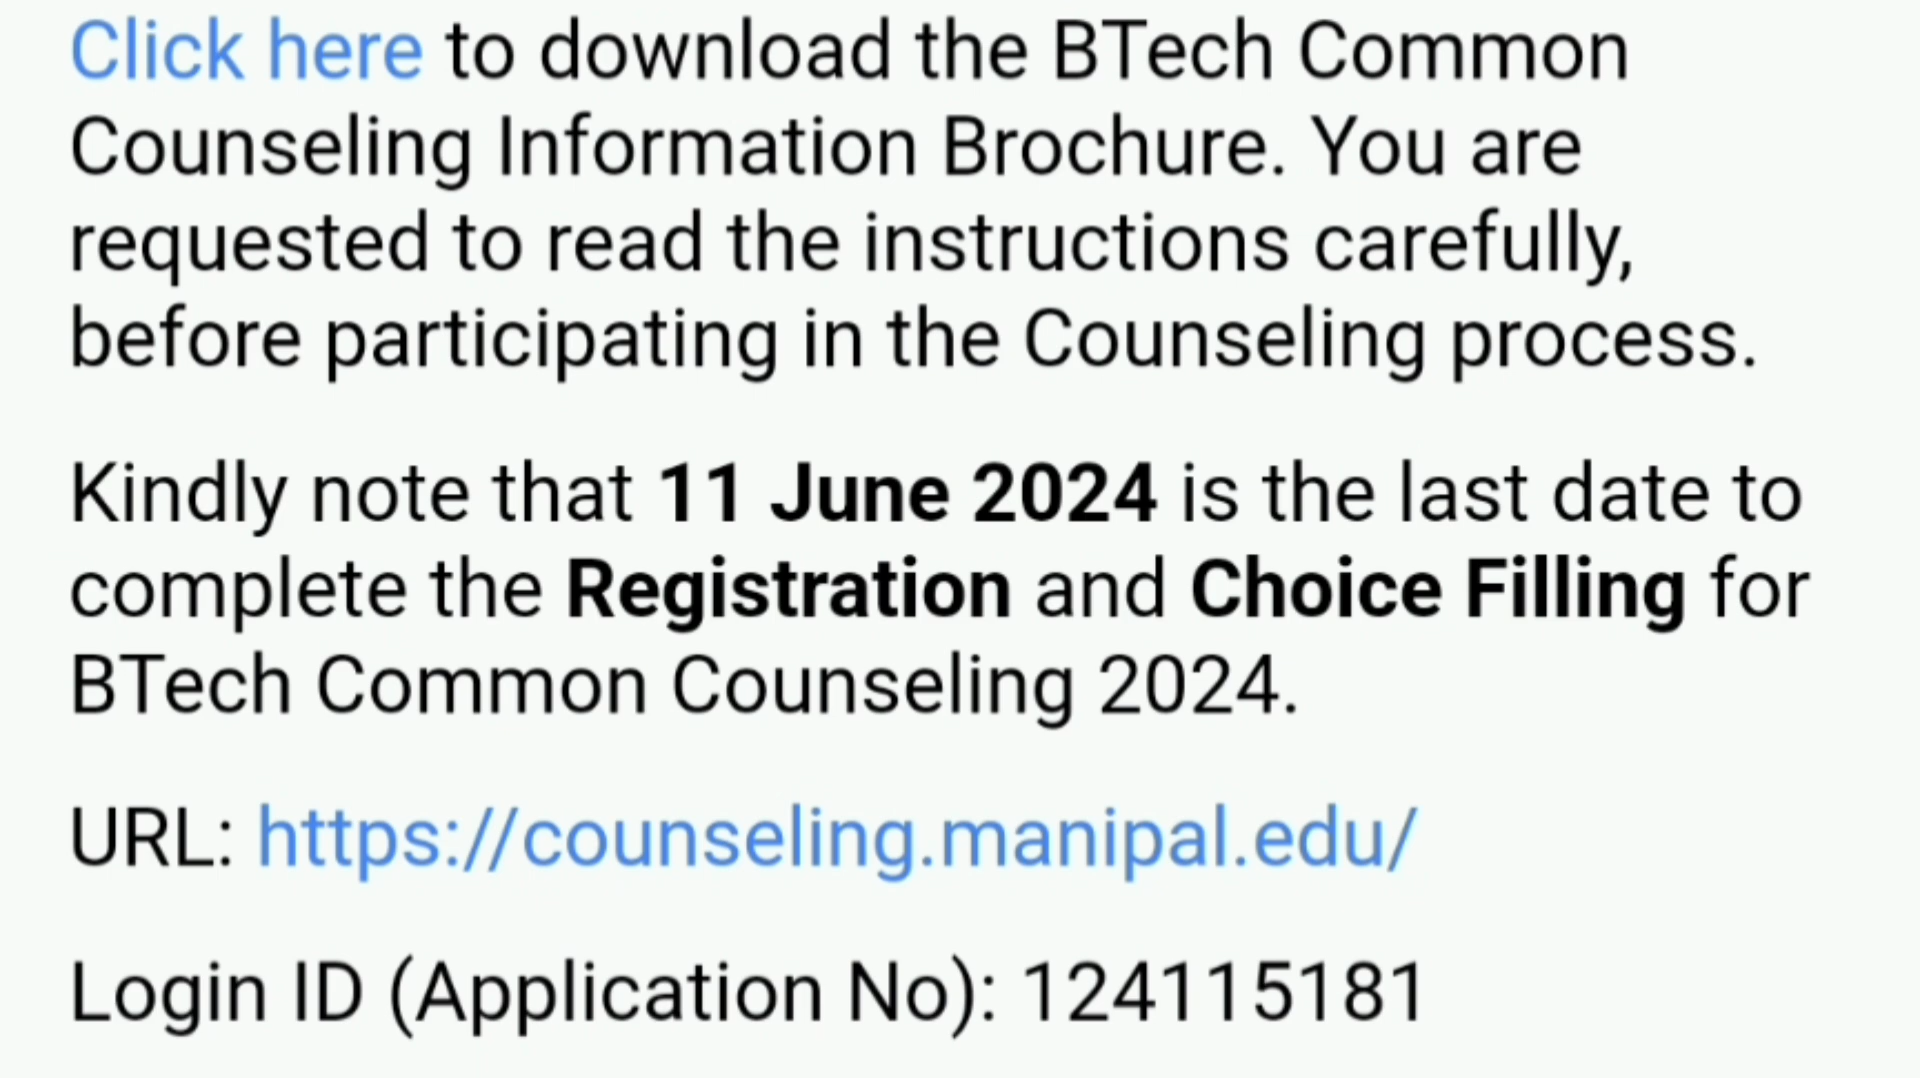 Click here to download the BTech Common
Counseling Information Brochure. You are
requested to read the instructions carefully,
before participating in the Counseling process.
Kindly note that 11 June 2024 is the last date to
complete the Registration and Choice Filling for
BTech Common Counseling 2024.
URL: https://counseling.manipal.edu/
Login ID (Application No): 124115181